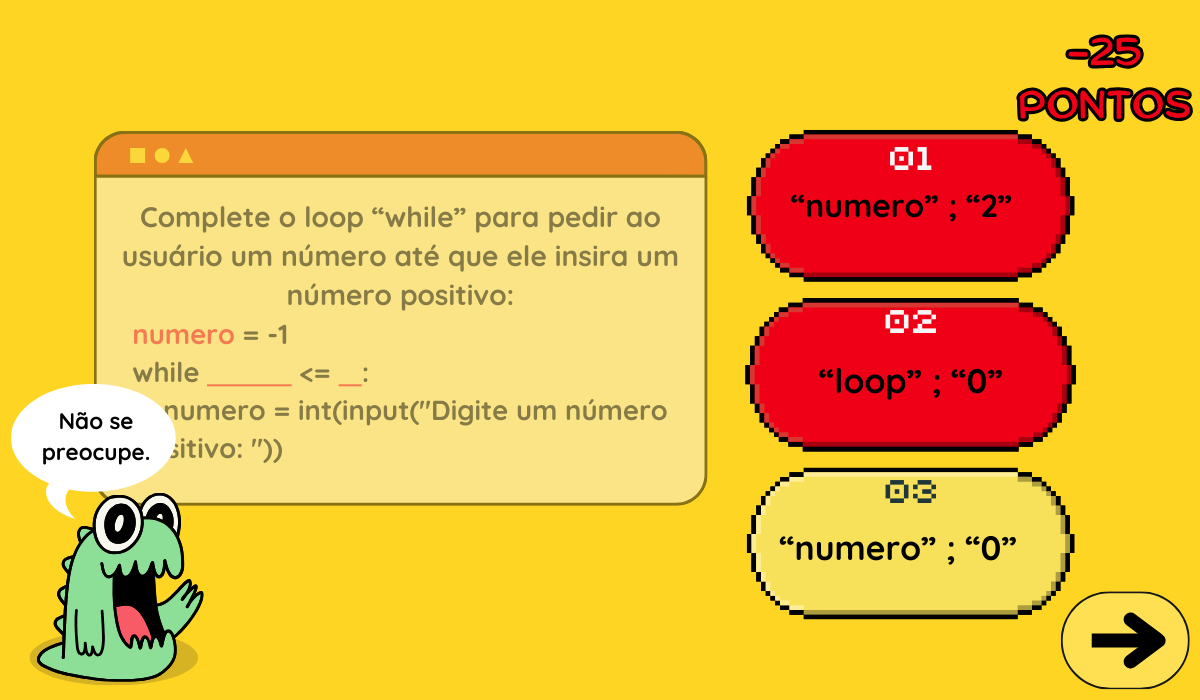 -25
PONTOS
Complete o loop “while” para pedir ao
usuário um número até que ele insira um
número positivo:
numero = -1
while ______ <= __:
numero = int(input("Digite um número
sitivo: "))
01
“numero” ; “2”
02
“loop” ; “0”
03
“numero” ; “0”
Não se
preocupe.